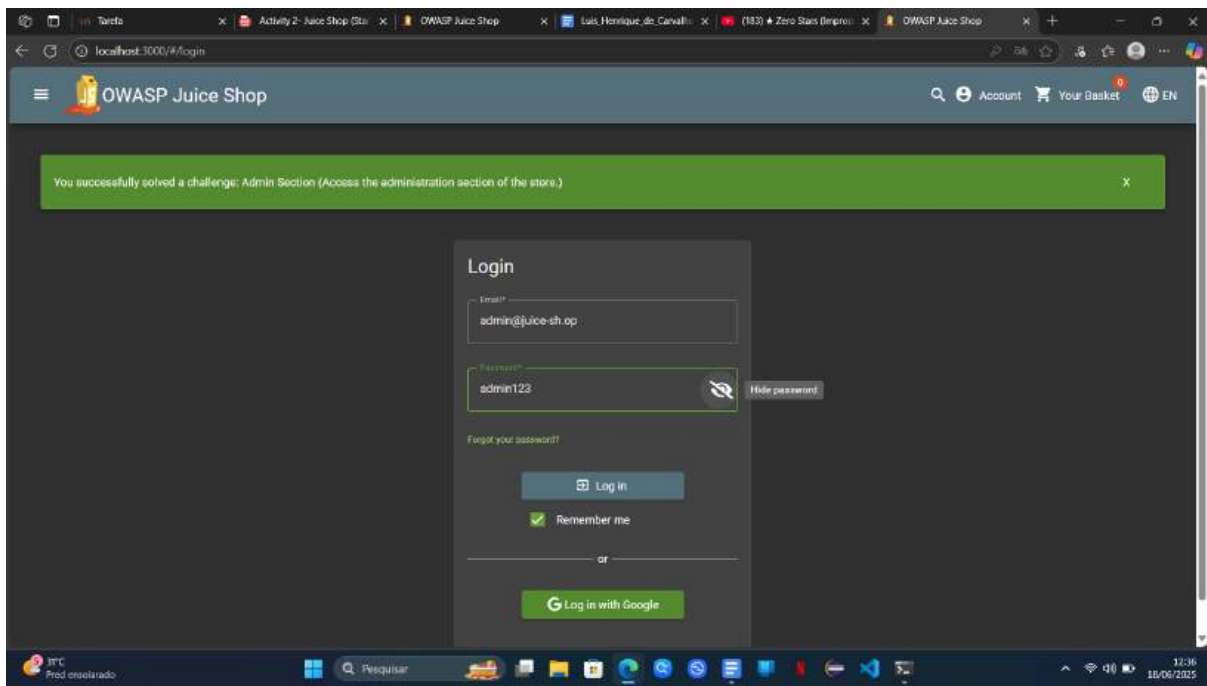 Tarefa
Activity 2- Juice Shop (Sta
OWASP Juice Shop
Luis_Henrique_de_Carvalho
(183) ★ Zero Stars (Improp
OWASP Juice Shop
localhost:3000/#/login
OWASP Juice Shop
Account
Your Basket
0
EN
You successfully solved a challenge: Admin Section (Access the administration section of the store.)
X
Login
Email*
admin@juice-sh.op
Password*
admin123
Hide password
Forgot your password?
Log in
Remember me
or
G Log in with Google
31°C
Pred ensolarado
Pesquisar
12:36
18/06/2025